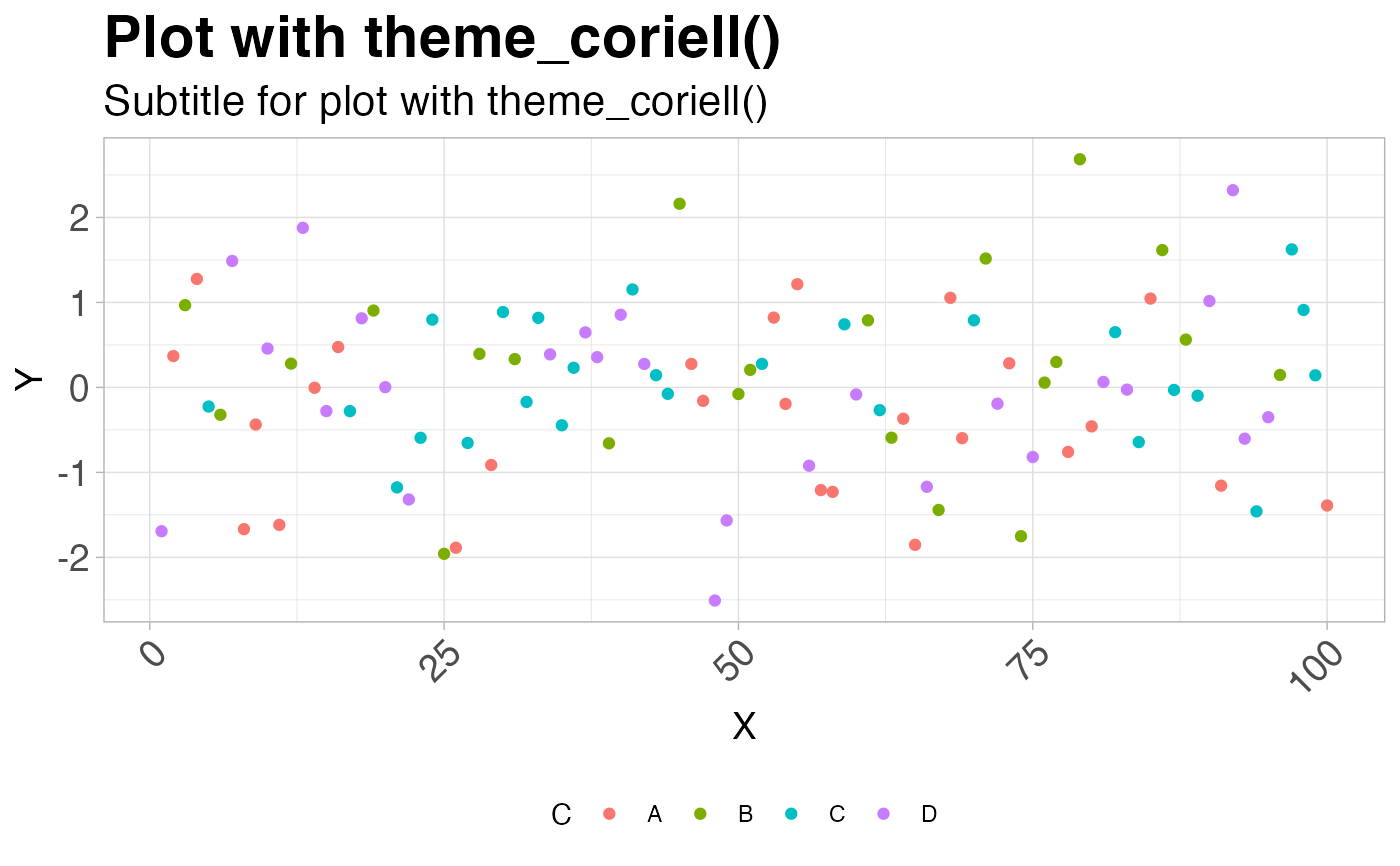 Plot with theme_coriell()
Subtitle for plot with theme_coriell()
Y
2
1
0
-1
-2
0 25 50 75 100
X
C A B C D